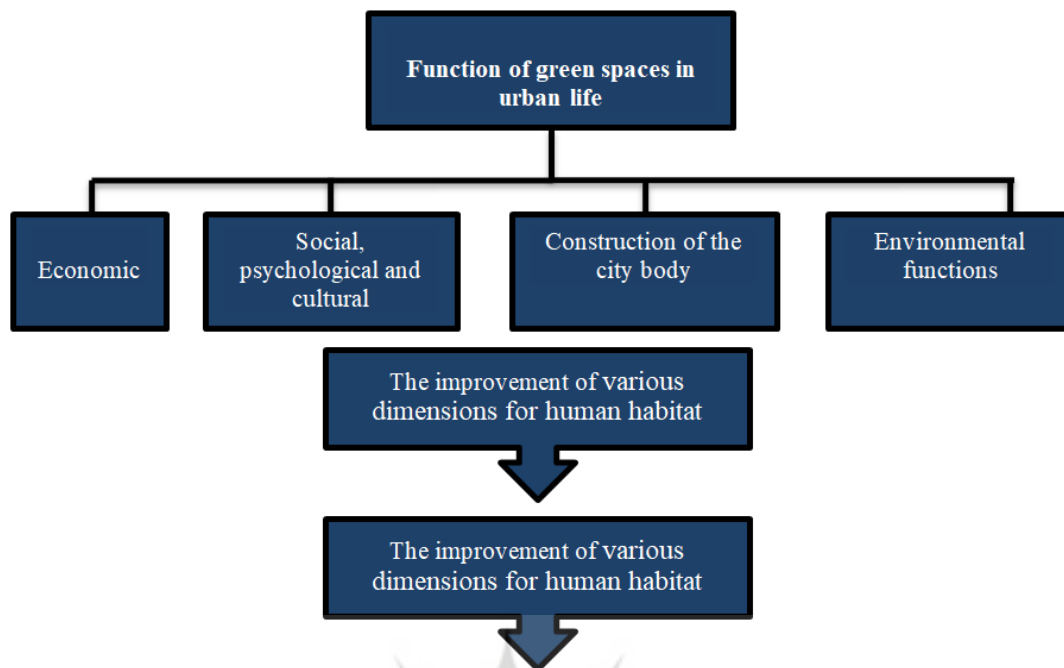 Function of green spaces in
urban life
Economic
Social,
psychological and
cultural
Construction of the
city body
Environmental
functions
The improvement of various
dimensions for human habitat
The improvement of various
dimensions for human habitat